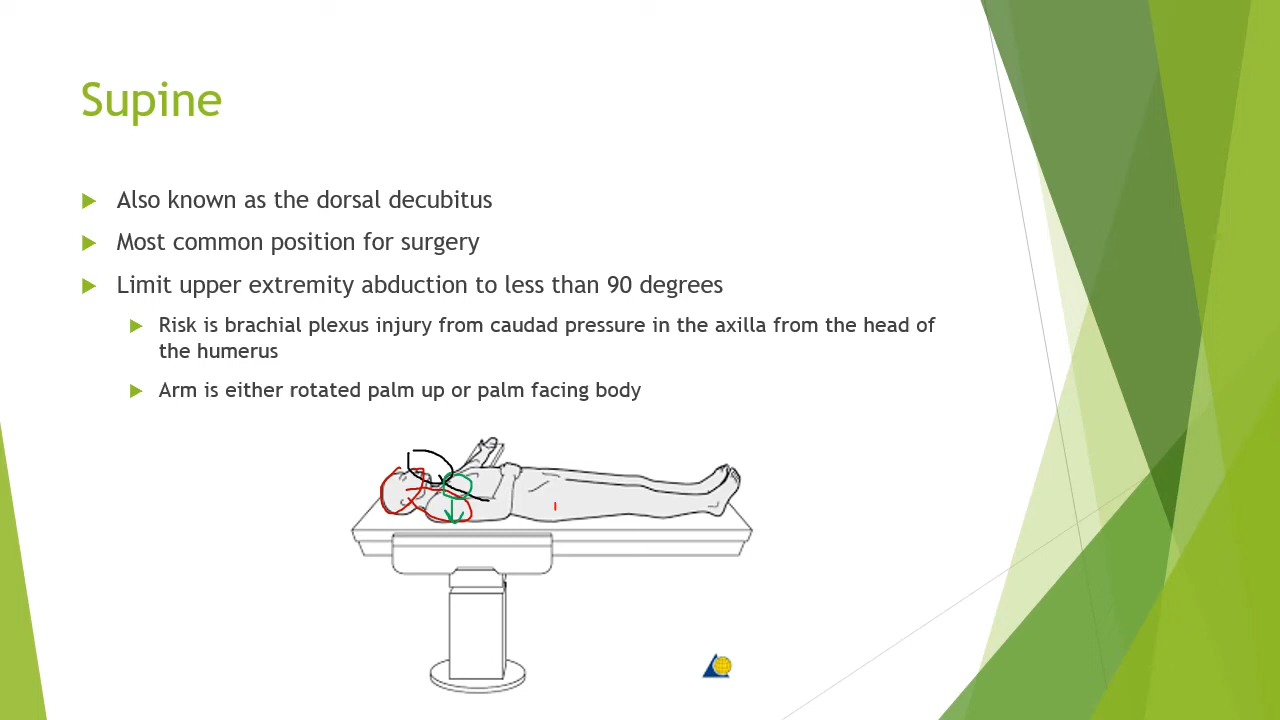 Supine
Also known as the dorsal decubitus
Most common position for surgery
Limit upper extremity abduction to less than 90 degrees
Risk is brachial plexus injury from caudad pressure in the axilla from the head of
the humerus
Arm is either rotated palm up or palm facing body